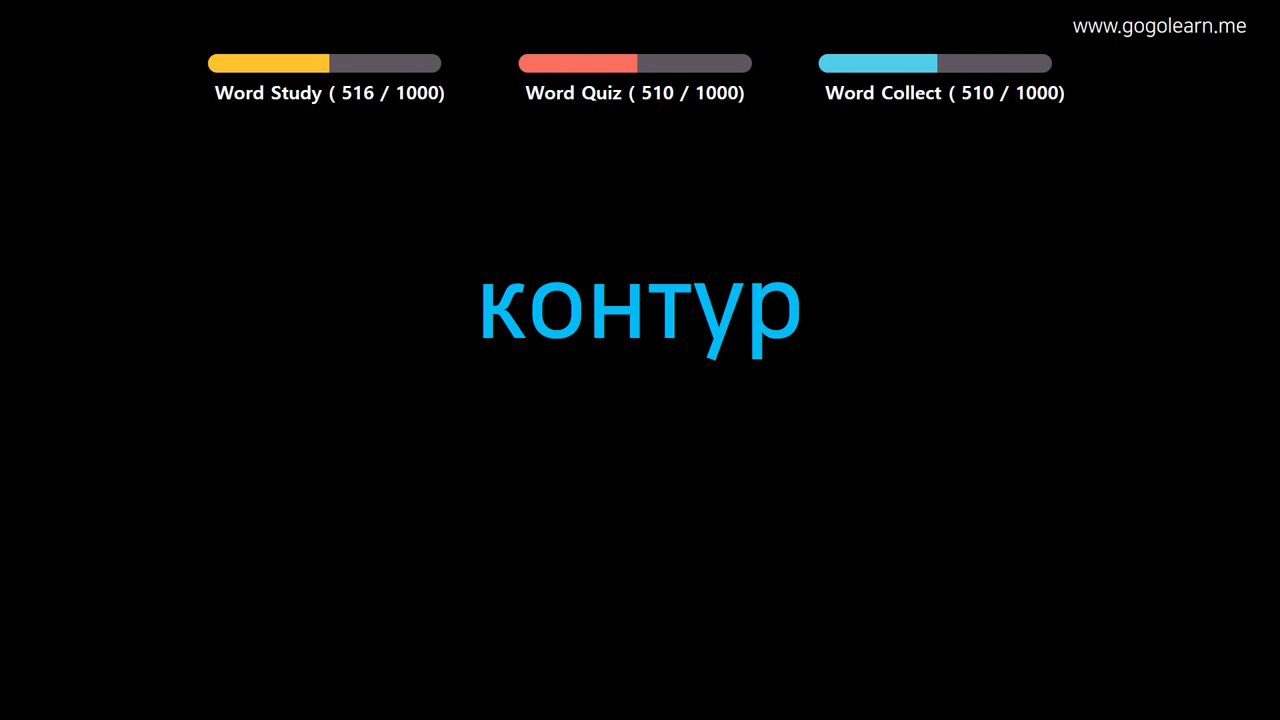 www.gogolearn.me
Word Study ( 516 / 1000)
Word Quiz ( 510 / 1000)
Word Collect ( 510 / 1000)
контур